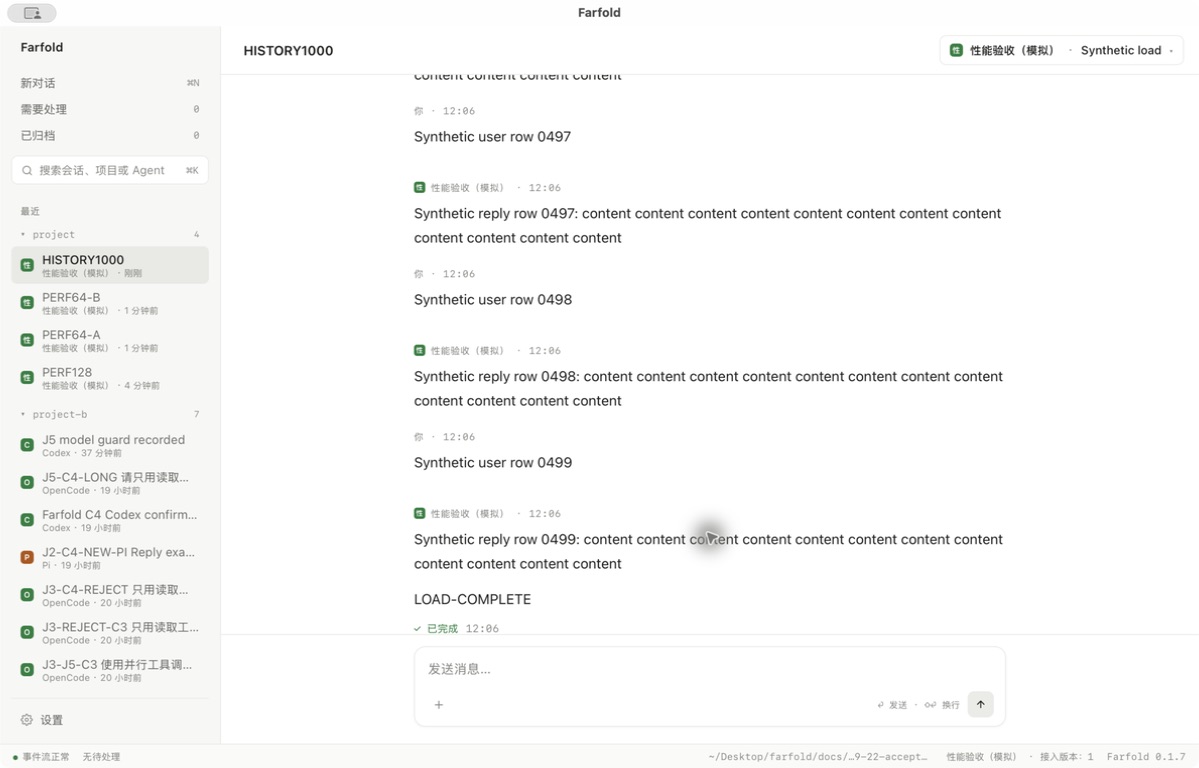 Farfold
Farfold
新对话 ⌘N
需要处理 0
已归档 0
搜索会话、项目或 Agent ⌘K
最近
project 4
性 HISTORY1000
性能验收（模拟） · 刚刚
性 PERF64-B
性能验收（模拟） · 1 分钟前
性 PERF64-A
性能验收（模拟） · 1 分钟前
性 PERF128
性能验收（模拟） · 4 分钟前
project-b 7
C J5 model guard recorded
Codex · 37 分钟前
O J5-C4-LONG 请只用读取...
OpenCode · 19 小时前
C Farfold C4 Codex confirm...
Codex · 19 小时前
P J2-C4-NEW-PI Reply exa...
Pi · 19 小时前
O J3-C4-REJECT 只用读取...
OpenCode · 20 小时前
O J3-REJECT-C3 只用读取工...
OpenCode · 20 小时前
O J3-J5-C3 使用并行工具调...
OpenCode · 20 小时前
设置
HISTORY1000
性 性能验收（模拟） · Synthetic load
content content content content
你 · 12:06
Synthetic user row 0497
性 性能验收（模拟） · 12:06
Synthetic reply row 0497: content content content content content content content content
content content content content
你 · 12:06
Synthetic user row 0498
性 性能验收（模拟） · 12:06
Synthetic reply row 0498: content content content content content content content content
content content content content
你 · 12:06
Synthetic user row 0499
性 性能验收（模拟） · 12:06
Synthetic reply row 0499: content content content content content content content content
content content content content
LOAD-COMPLETE
✓ 已完成 12:06
发送消息...
+
发送 · 换行
事件流正常 无待处理
~/Desktop/farfold/docs/…9-22-accept… 性能验收（模拟） · 接入版本: 1 Farfold 0.1.7